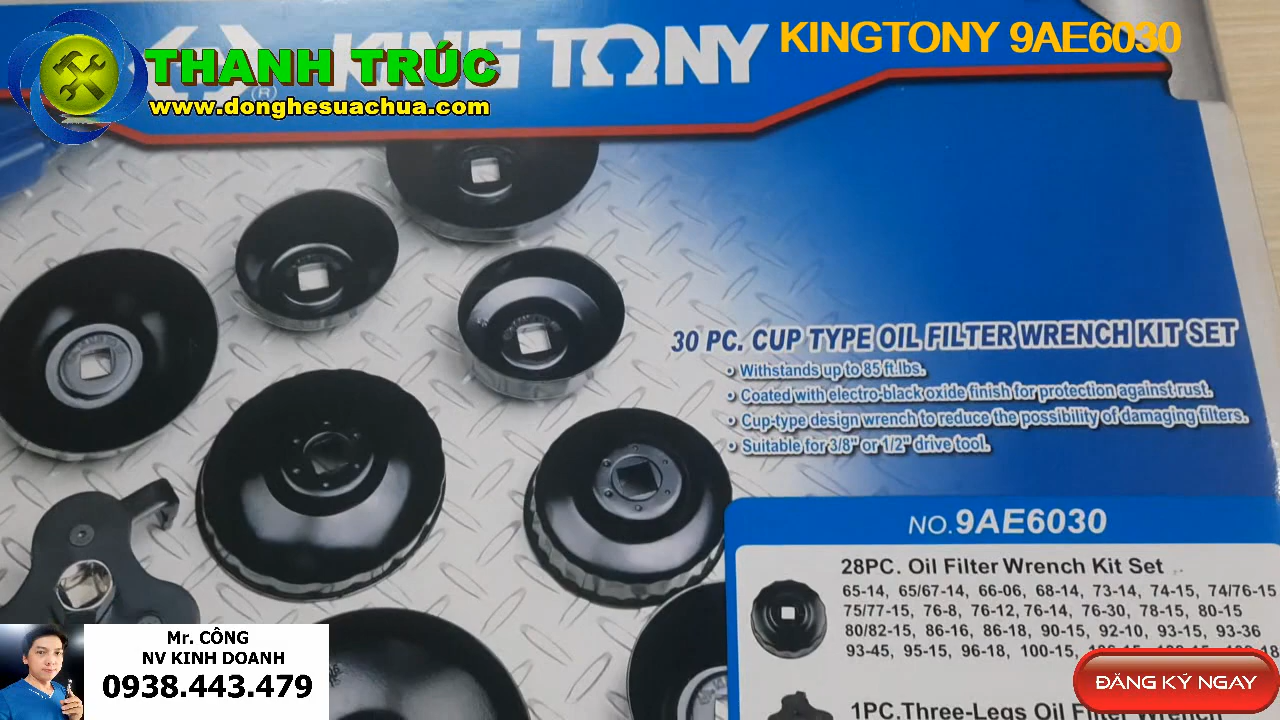 KING TONY
®
KINGTONY 9AE6030
THANH TRÚC
www.donghesuachua.com
30 PC. CUP TYPE OIL FILTER WRENCH KIT SET
• Withstands up to 85 ft.lbs.
• Coated with electro-black oxide finish for protection against rust.
• Cup-type design wrench to reduce the possibility of damaging filters.
• Suitable for 3/8" or 1/2" drive tool.
NO.9AE6030
28PC. Oil Filter Wrench Kit Set
65-14, 65/67-14, 66-06, 68-14, 73-14, 74-15, 74/76-15
75/77-15, 76-8, 76-12, 76-14, 76-30, 78-15, 80-15
80/82-15, 86-16, 86-18, 90-15, 92-10, 93-15, 93-36
93-45, 95-15, 96-18, 100-15,
1PC.Three-Legs Oil Filter Wrench
Mr. CÔNG
NV KINH DOANH
0938.443.479
ĐĂNG KÝ NGAY